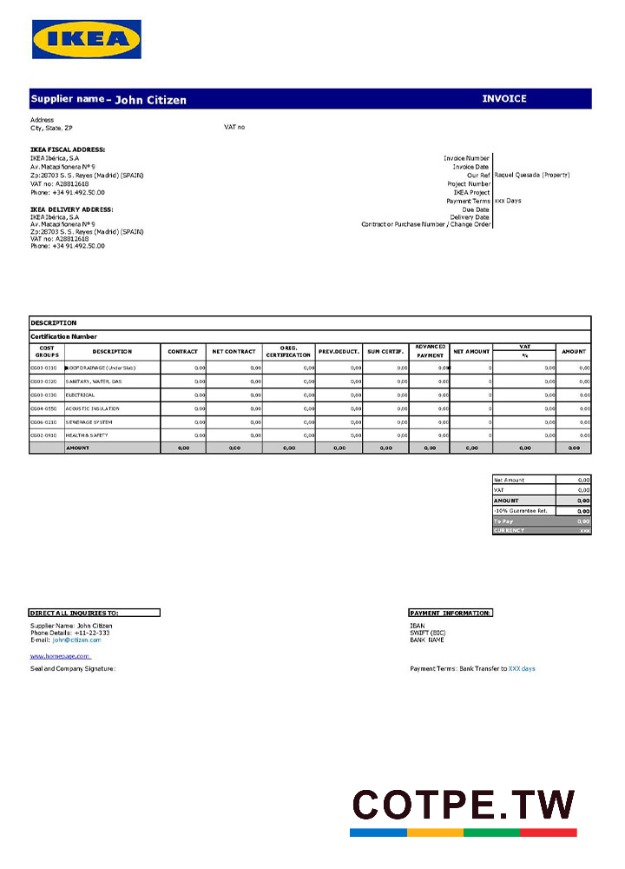 IKEA
Supplier name – John Citizen INVOICE
Address
City, State, ZP
VAT no
IKEA FISCAL ADDRESS:
IKEA Ibérica, S.A
Av. Matapiñonera Nº 9
Zp:28703 S. S. Reyes (Madrid) (SPAIN)
VAT no: A28812618
Phone: +34 91.492.50.00
IKEA DELIVERY ADDRESS:
IKEA Ibérica, S.A
Av. Matapiñonera Nº 9
Zp:28703 S. S. Reyes (Madrid) (SPAIN)
VAT no: A28812618
Phone: +34 91.492.50.00
Invoice Number
Invoice Date
Our Ref Raquel Quesada (Property)
Project Number
IKEA Project
Payment Terms xxx Days
Due Date
Delivery Date
Contract or Purchase Number / Change Order
DESCRIPTION
Certification Number
COST GROUPS DESCRIPTION CONTRACT NET CONTRACT ORIG. CERTIFICATION PREV.DEDUCT. SUM CERTIF. ADVANCED PAYMENT NET AMOUNT VAT % AMOUNT
CG03-0310 ROOF DRAINAGE (Under Slab) 0,00 0,00 0,00 0,00 0,00 0,00 0 0,00 0,00
CG03-0320 SANITARY, WATER, GAS 0,00 0,00 0,00 0,00 0,00 0,00 0 0,00 0,00
CG03-0330 ELECTRICAL 0,00 0,00 0,00 0,00 0,00 0,00 0 0,00 0,00
CG04-0550 ACOUSTIC INSULATION 0,00 0,00 0,00 0,00 0,00 0,00 0 0,00 0,00
CG06-0210 SEWERAGE SYSTEM 0,00 0,00 0,00 0,00 0,00 0,00 0 0,00 0,00
CG02-0910 HEALTH & SAFETY 0,00 0,00 0,00 0,00 0,00 0,00 0 0,00 0,00
AMOUNT 0,00 0,00 0,00 0,00 0,00 0,00 0,00 0,00 0,00
Net Amount 0,00
VAT 0,00
AMOUNT 0,00
-10% Guarantee Ret. 0,00
To Pay 0,00
CURRENCY xxx
DIRECT ALL INQUIRIES TO:
Supplier Name: John Citizen
Phone Details: +11-22-333
E-mail: john@citizen.com
www.homepage.com
Seal and Company Signature:
PAYMENT INFORMATION:
IBAN
SWIFT (BIC)
BANK NAME
Payment Terms: Bank Transfer to XXX days
COTPE.TW